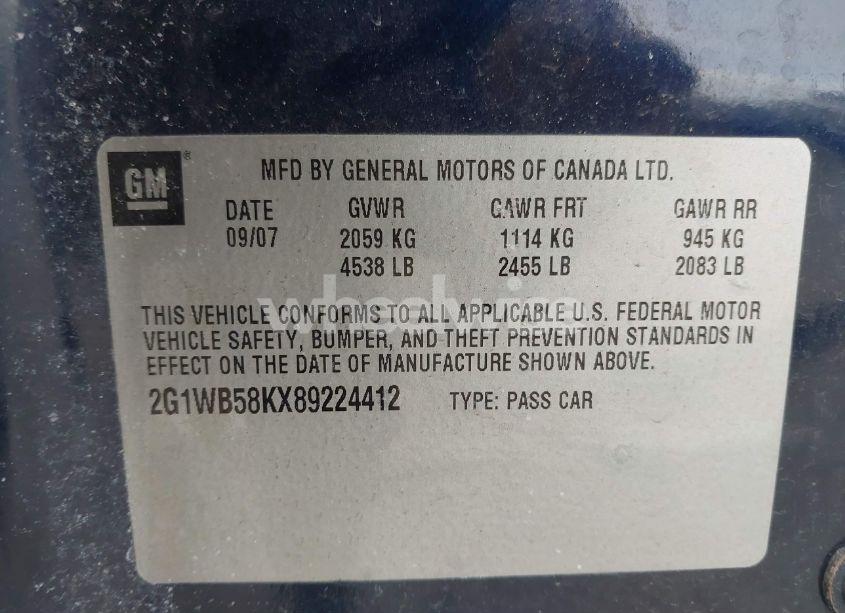 GM ®
MFD BY GENERAL MOTORS OF CANADA LTD.
DATE GVWR GAWR FRT GAWR RR
09/07 2059 KG 1114 KG 945 KG
4538 LB 2455 LB 2083 LB
THIS VEHICLE CONFORMS TO ALL APPLICABLE U.S. FEDERAL MOTOR
VEHICLE SAFETY, BUMPER, AND THEFT PREVENTION STANDARDS IN
EFFECT ON THE DATE OF MANUFACTURE SHOWN ABOVE.
2G1WB58KX89224412 TYPE: PASS CAR